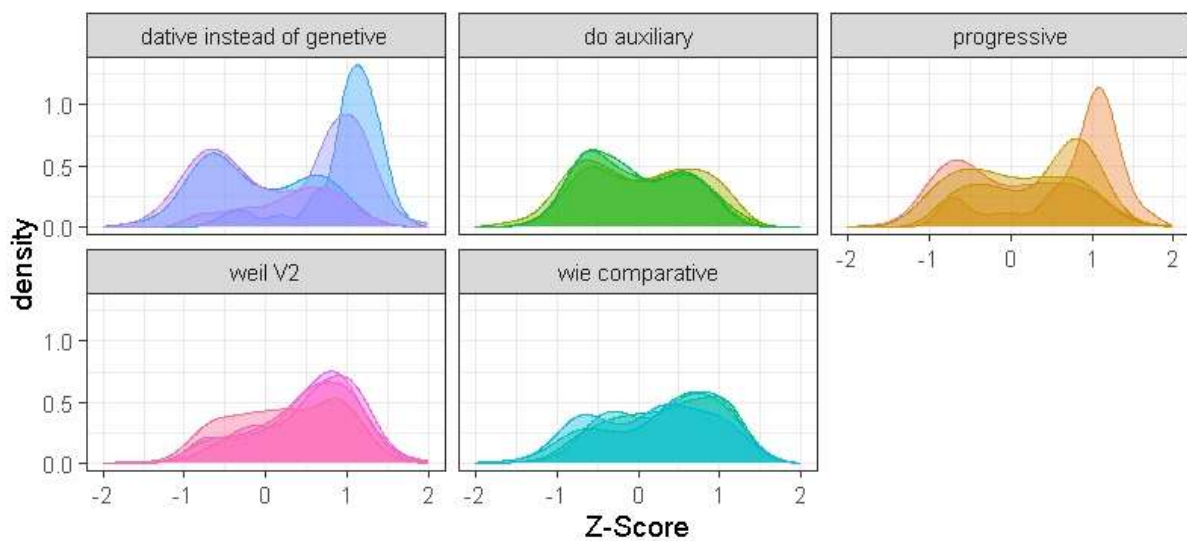 dative instead of genetive
do auxiliary
progressive
1.0
0.5
0.0
-2 -1 0 1 2
density
weil V2
wie comparative
1.0
0.5
0.0
-2 -1 0 1 2
-2 -1 0 1 2
Z-Score